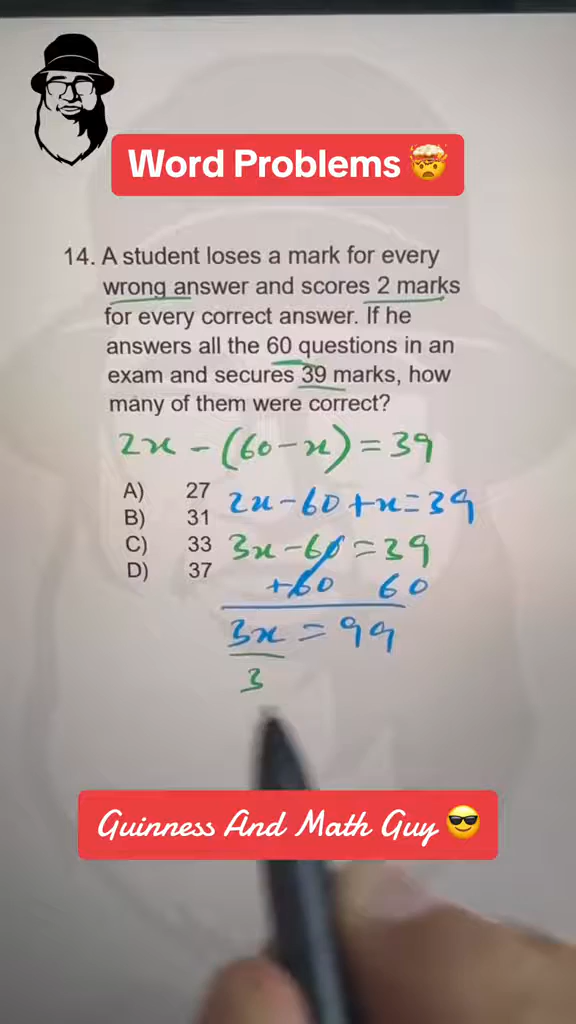 Word Problems 🤯
14. A student loses a mark for every
wrong answer and scores 2 marks
for every correct answer. If he
answers all the 60 questions in an
exam and secures 39 marks, how
many of them were correct?
2x - (60 - x) = 39
A) 27
B) 31
C) 33
D) 37
2x - 60 + x = 39
3x - 60 = 39
+60 60
3x = 99
3
Guinness And Math Guy 😎